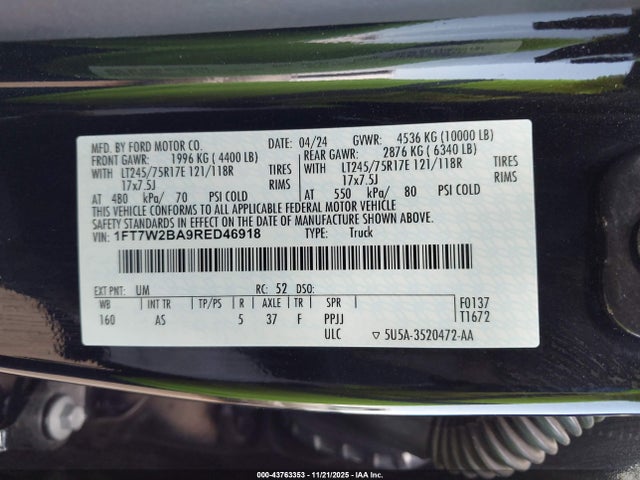 MFD. BY FORD MOTOR CO.
DATE: 04/24 GVWR: 4536 KG (10000 LB)
FRONT GAWR: 1996 KG ( 4400 LB)
REAR GAWR: 2876 KG ( 6340 LB)
WITH LT245/75R17E 121/118R TIRES
WITH LT245/75R17E 121/118R TIRES
17x7.5J RIMS
17x7.5J RIMS
AT 480 kPa/ 70 PSI COLD
AT 550 kPa/ 80 PSI COLD
THIS VEHICLE CONFORMS TO ALL APPLICABLE FEDERAL MOTOR VEHICLE
SAFETY STANDARDS IN EFFECT ON THE DATE OF MANUFACTURE SHOWN ABOVE.
VIN: 1FT7W2BA9RED46918 TYPE: Truck
EXT PNT: UM RC: 52 DSO:
WB INT TR TP/PS R AXLE TR SPR F0137
160 AS 5 37 F PPJJ T1672
ULC ▽ 5U5A-3520472-AA
000-43763353 - 11/21/2025 - IAA Inc.